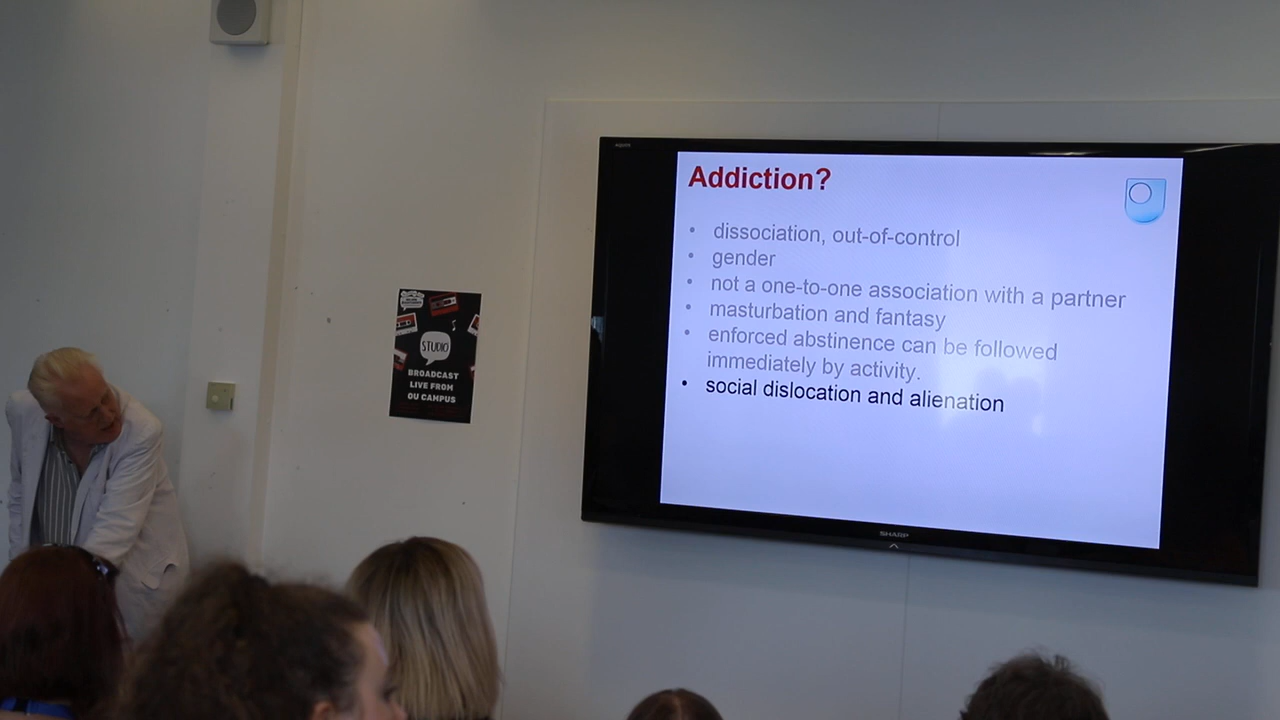 Addiction?
• dissociation, out-of-control
• gender
• not a one-to-one association with a partner
• masturbation and fantasy
• enforced abstinence can be followed
immediately by activity.
• social dislocation and alienation
SHARP
STUDIO
BROADCAST
LIVE FROM
OU CAMPUS